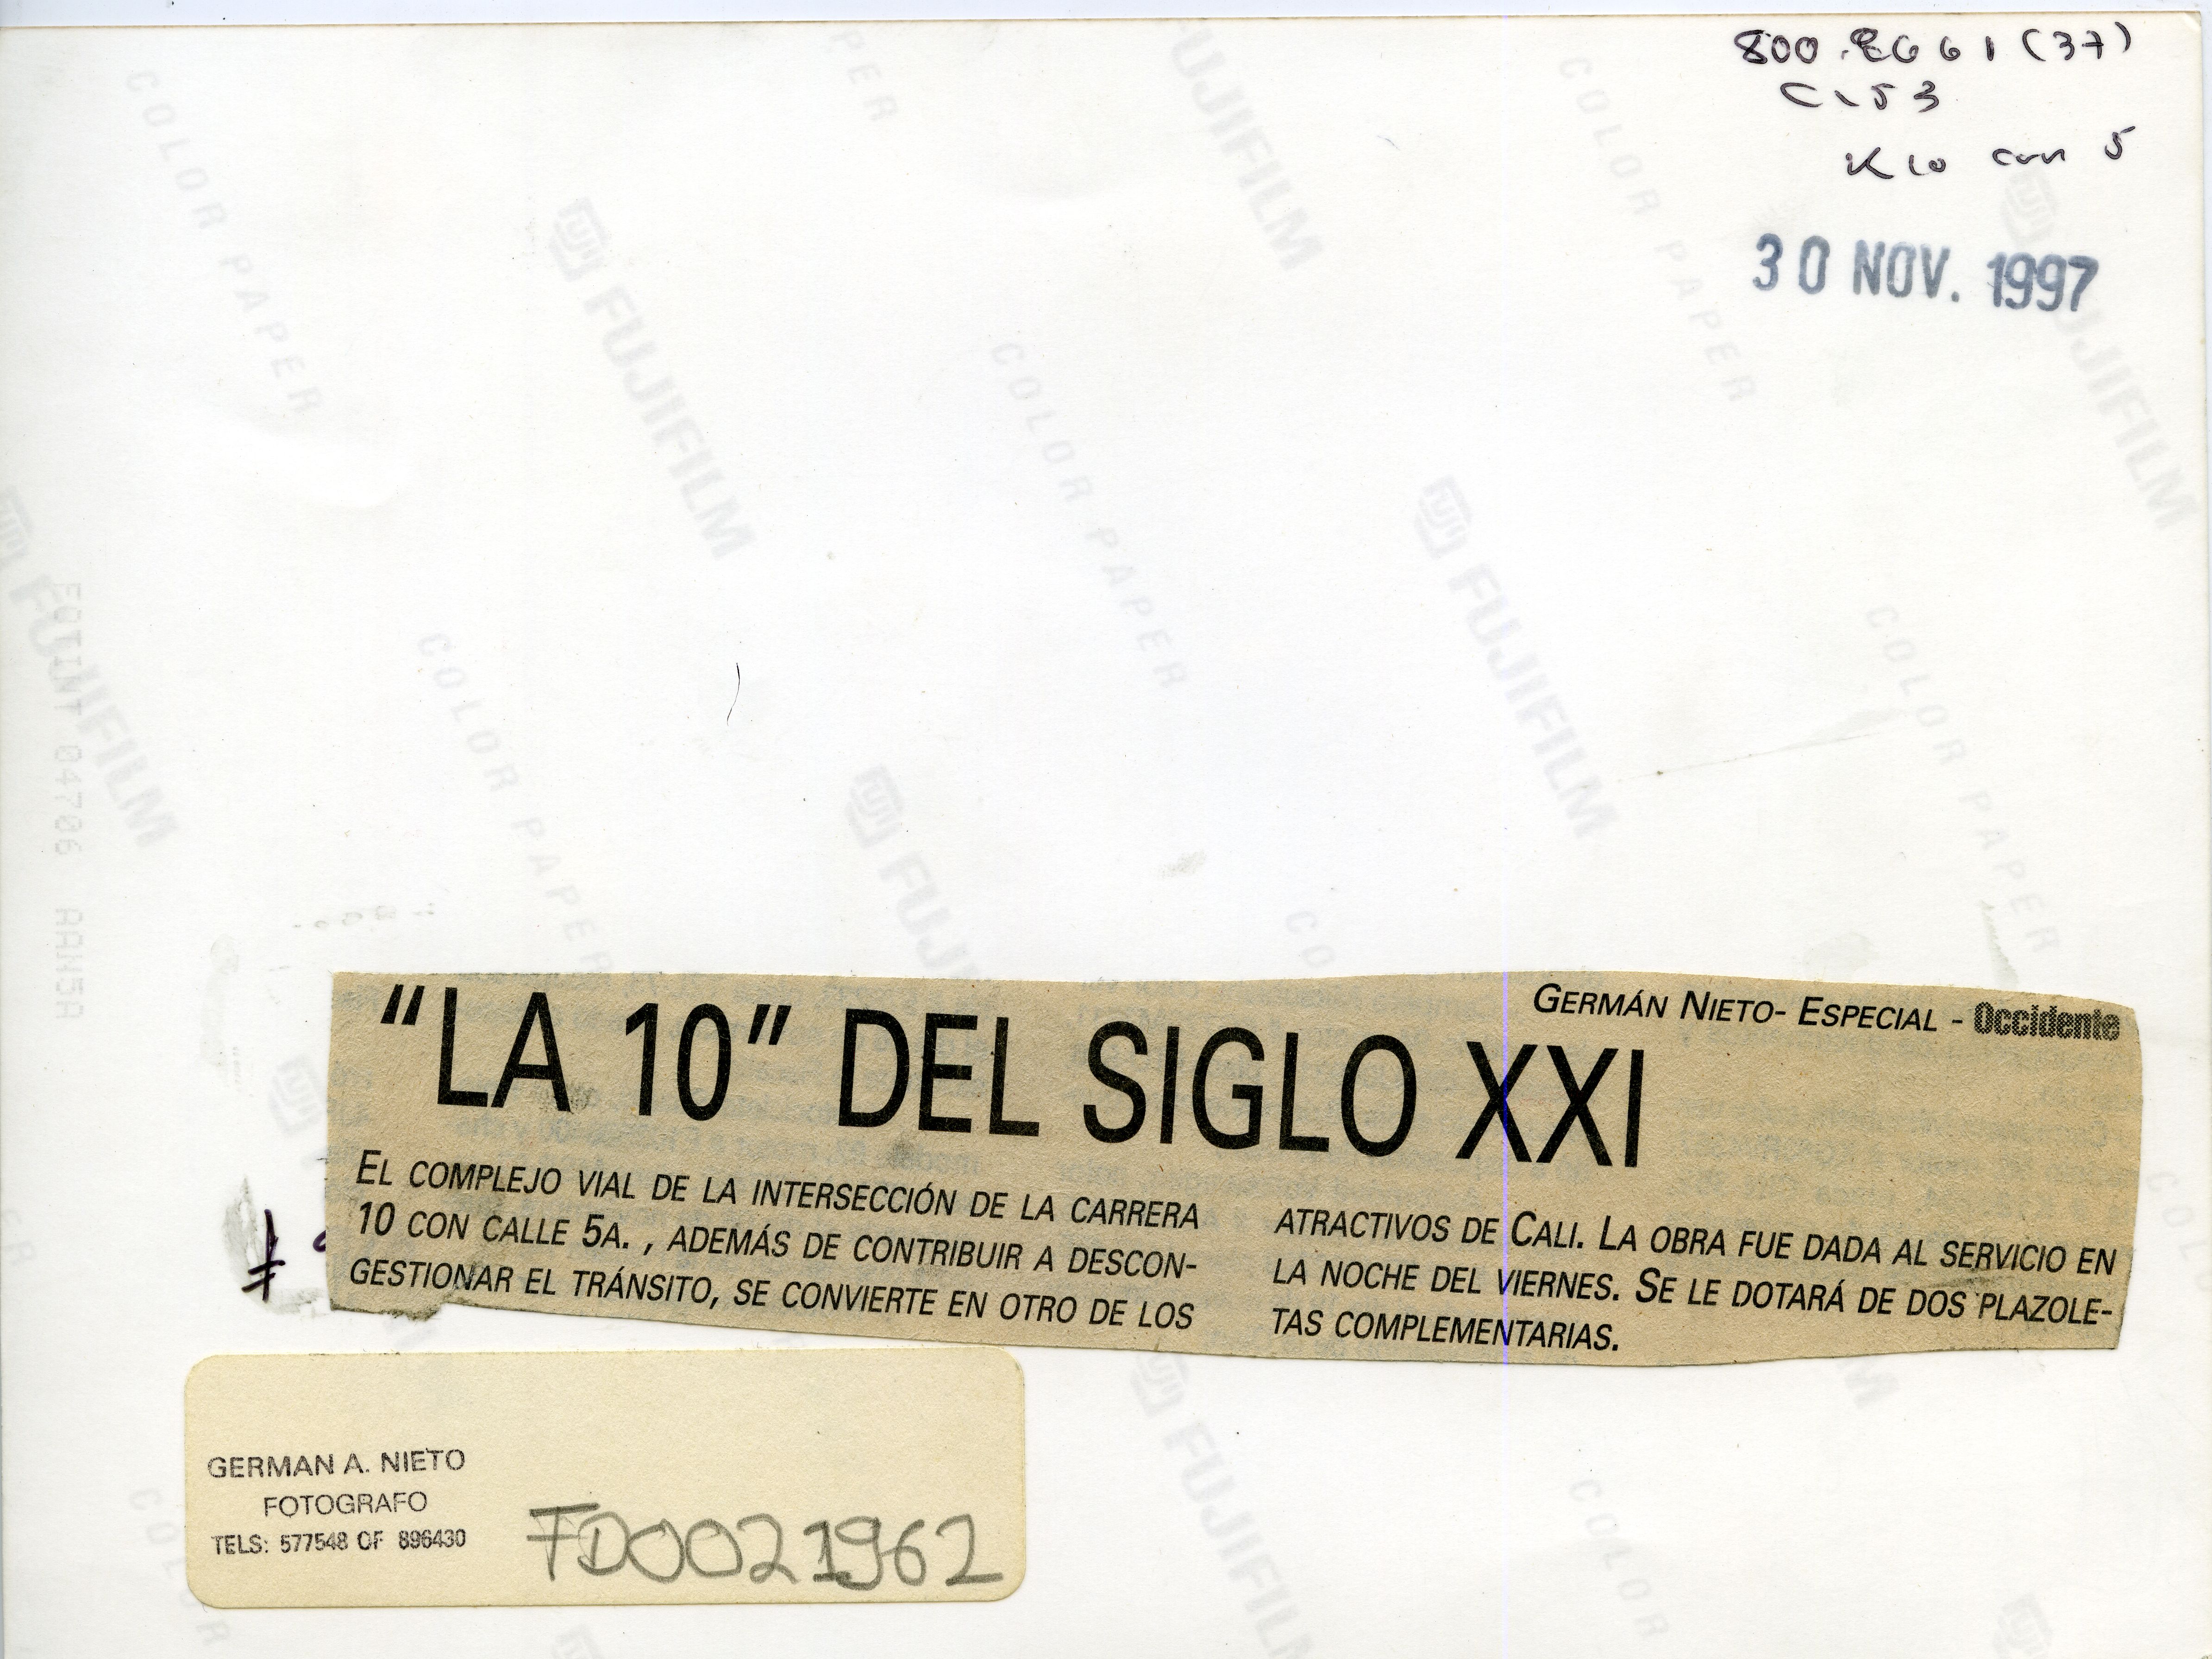 800.8661 (37)
C153
K10 con 5
30 NOV. 1997
FUJIFILM
COLOR PAPER
GERMÁN NIETO- ESPECIAL - Occidente
“LA 10” DEL SIGLO XXI
EL COMPLEJO VIAL DE LA INTERSECCIÓN DE LA CARRERA
10 CON CALLE 5A. , ADEMÁS DE CONTRIBUIR A DESCON-
GESTIONAR EL TRÁNSITO, SE CONVIERTE EN OTRO DE LOS
ATRACTIVOS DE CALI. LA OBRA FUE DADA AL SERVICIO EN
LA NOCHE DEL VIERNES. SE LE DOTARÁ DE DOS PLAZOLE-
TAS COMPLEMENTARIAS.
GERMAN A. NIETO
FOTOGRAFO
TELS: 577548 OF 896430
FD0021962